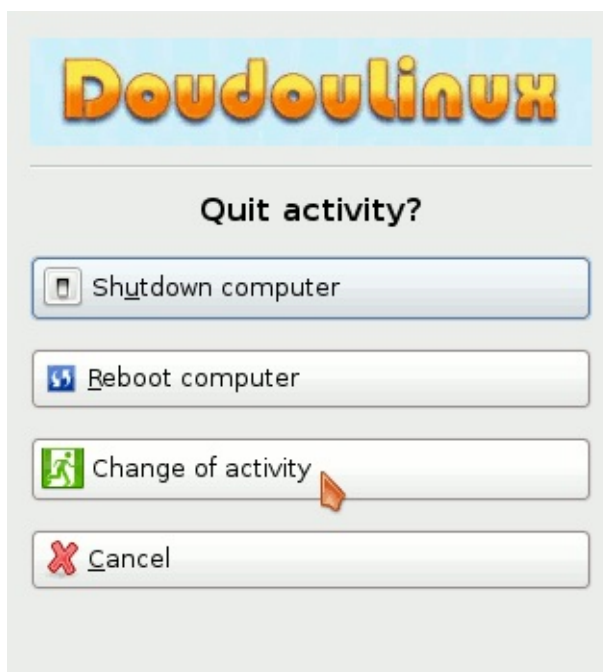 DoudouLinux
Quit activity?
Shutdown computer
Reboot computer
Change of activity
Cancel